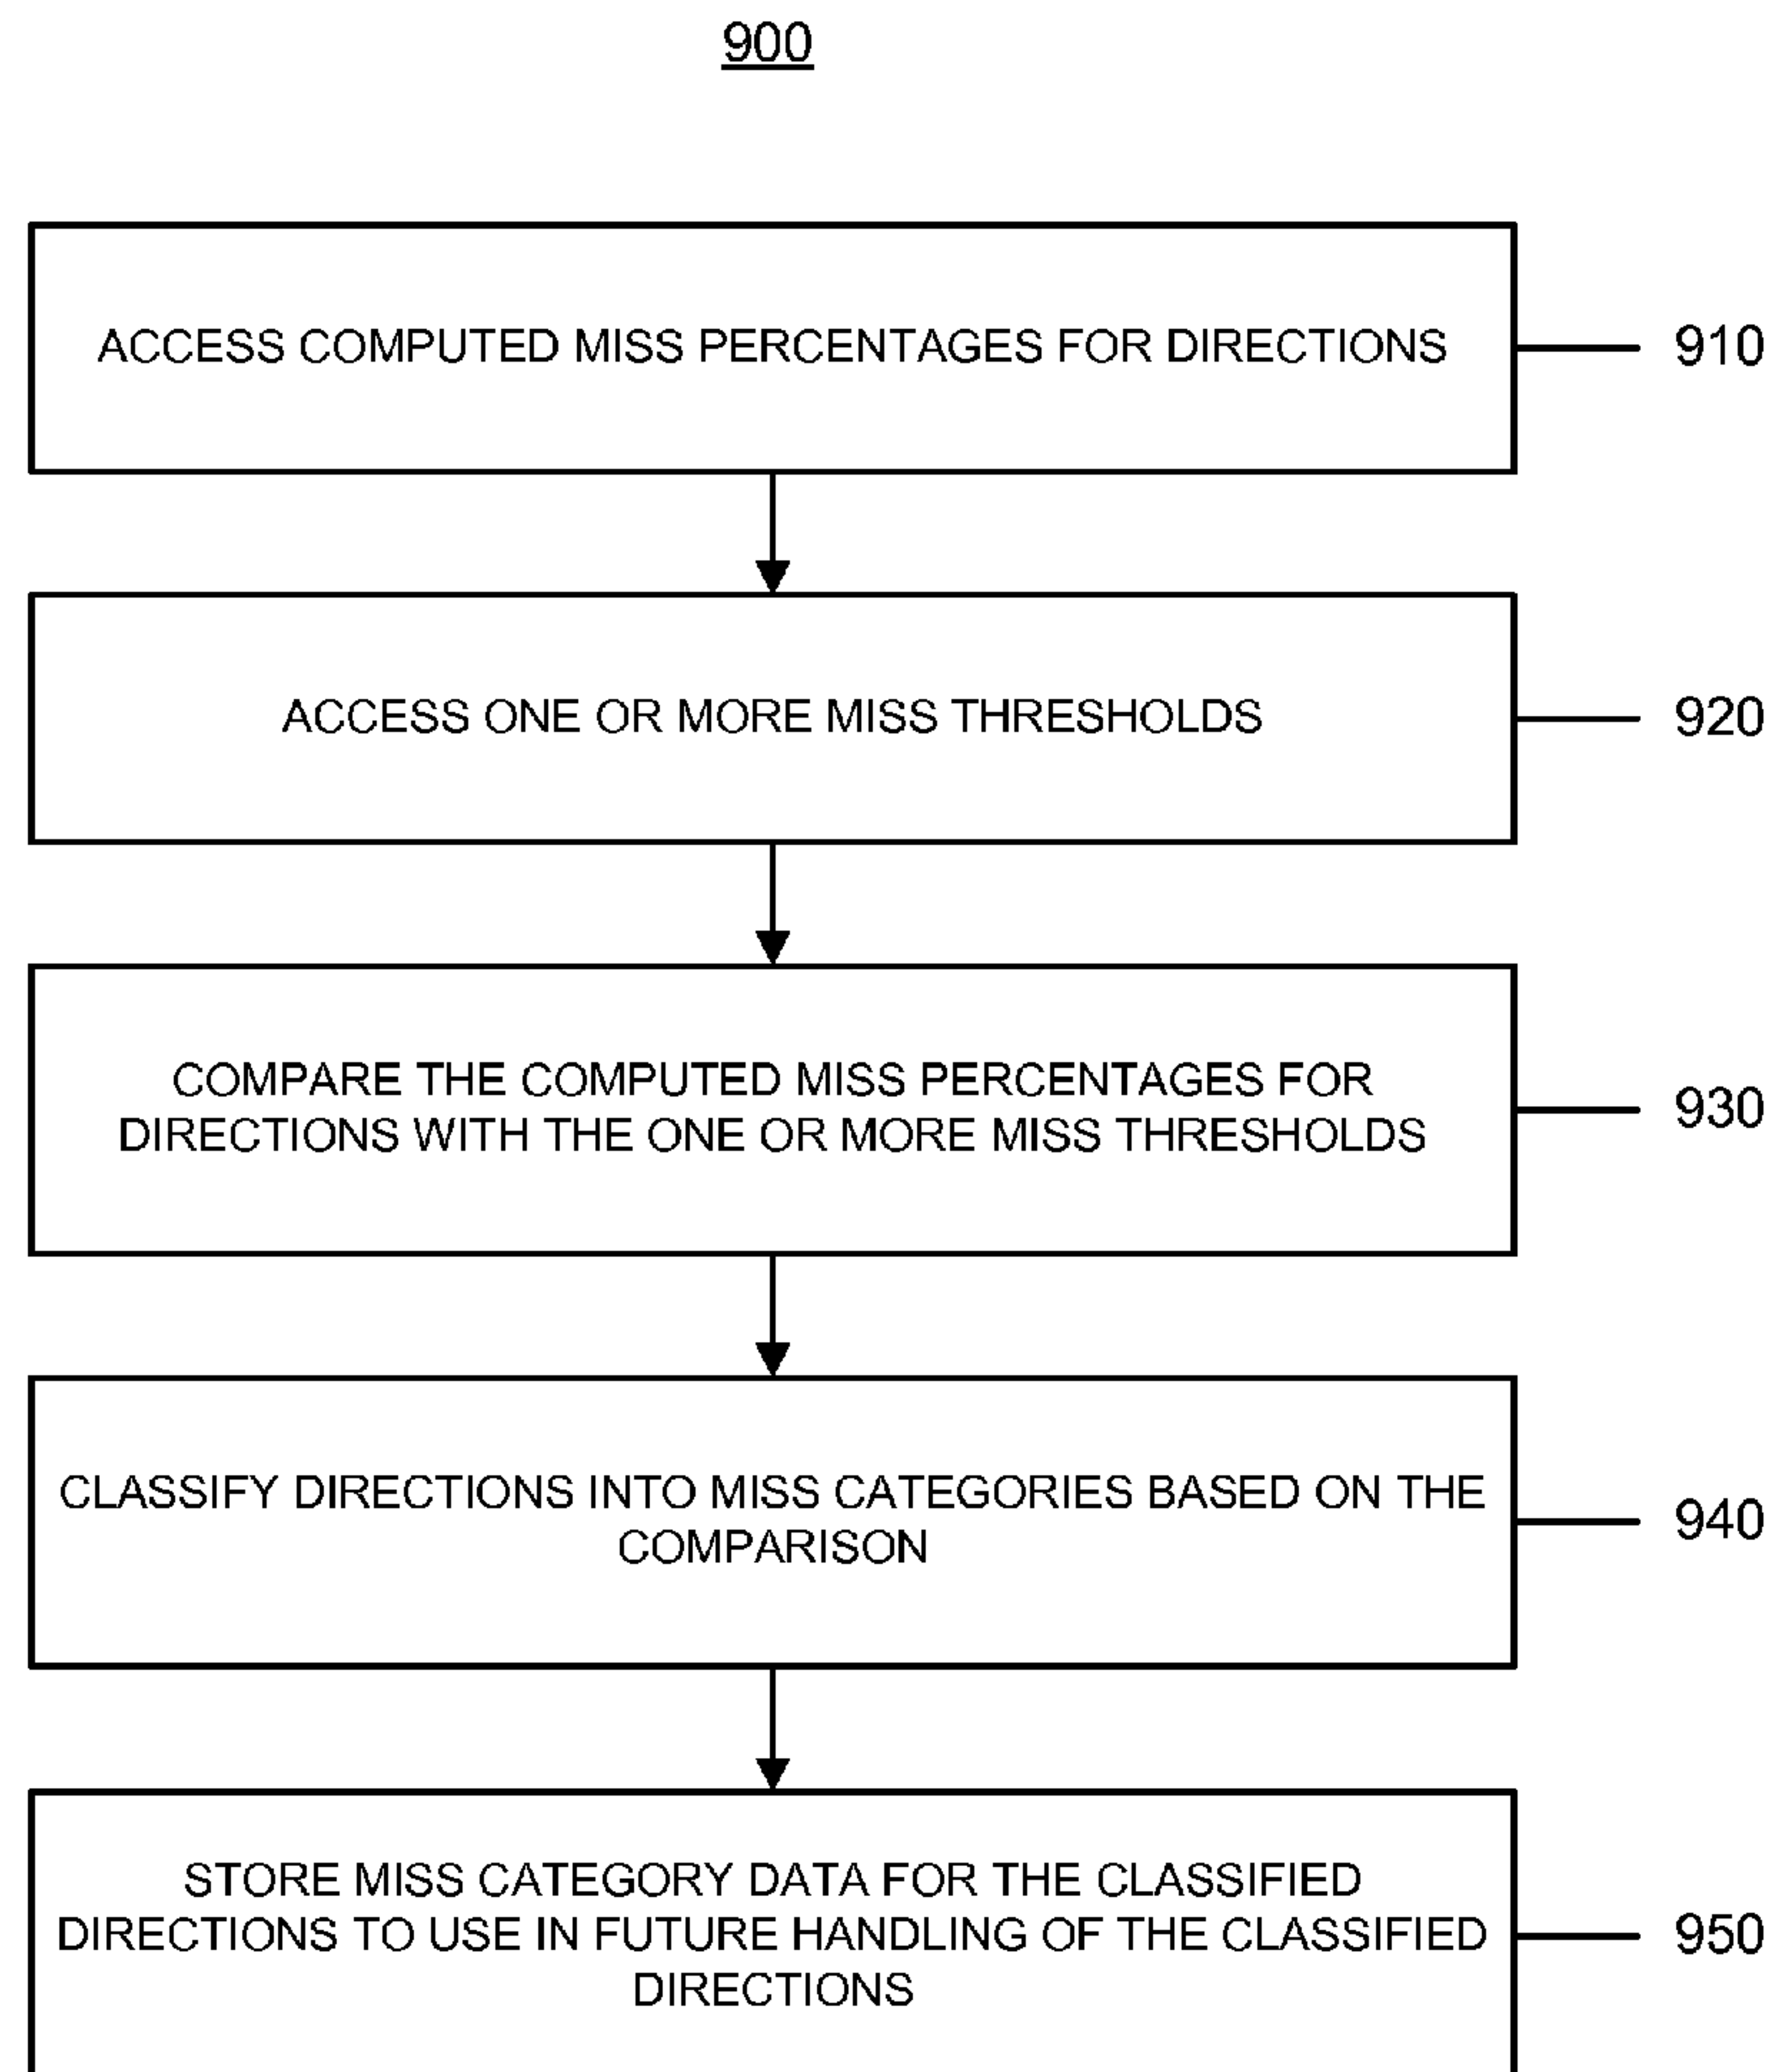 900
ACCESS COMPUTED MISS PERCENTAGES FOR DIRECTIONS
910
ACCESS ONE OR MORE MISS THRESHOLDS
920
COMPARE THE COMPUTED MISS PERCENTAGES FOR
DIRECTIONS WITH THE ONE OR MORE MISS THRESHOLDS
930
CLASSIFY DIRECTIONS INTO MISS CATEGORIES BASED ON THE
COMPARISON
940
STORE MISS CATEGORY DATA FOR THE CLASSIFIED
DIRECTIONS TO USE IN FUTURE HANDLING OF THE CLASSIFIED
DIRECTIONS
950